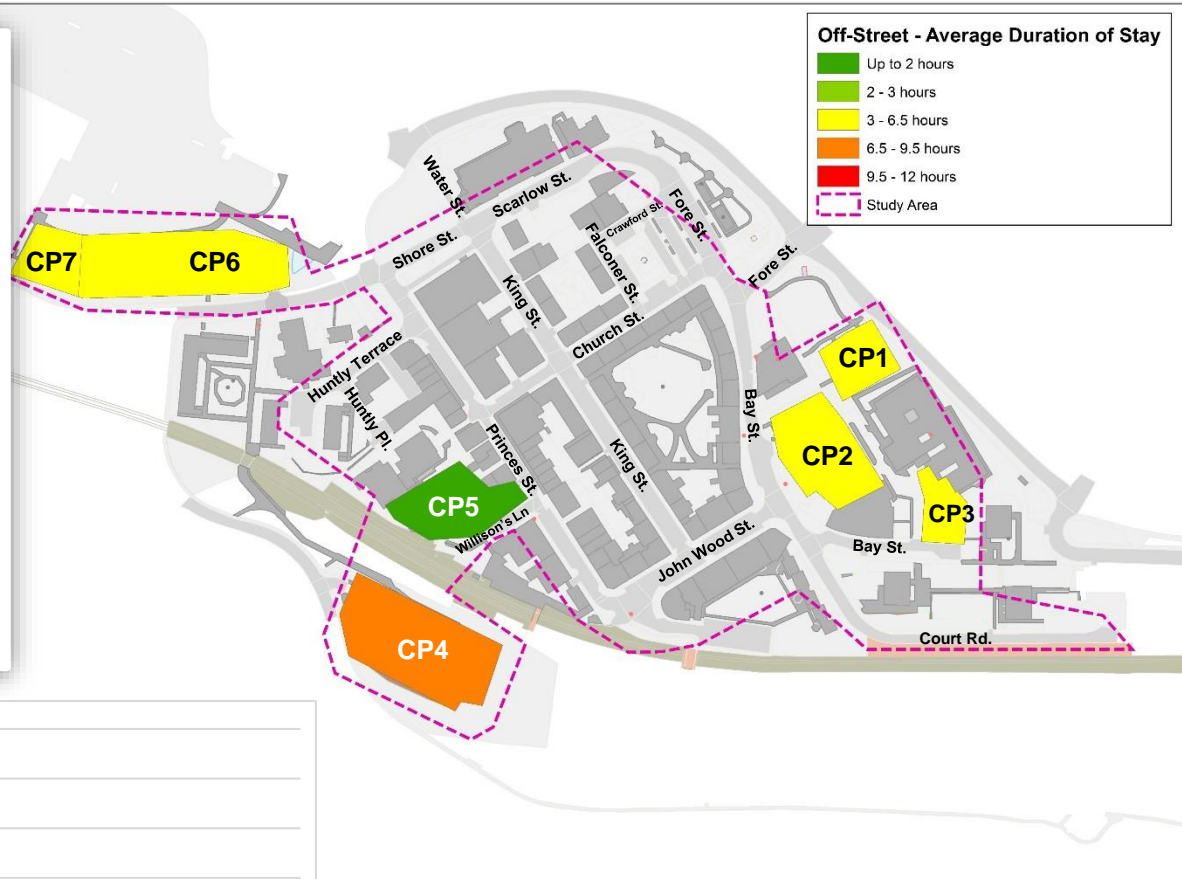 Off-Street - Average Duration of Stay
Up to 2 hours
2 - 3 hours
3 - 6.5 hours
6.5 - 9.5 hours
9.5 - 12 hours
Study Area
Water St.
Scarlow St.
Fore St.
Crawford St.
Falconer St.
Shore St.
Fore St.
CP7
CP6
King St.
Church St.
Huntly Terrace
CP1
Huntly Pl.
Bay St.
Princes St.
King St.
CP2
CP5
CP3
Willison's Ln
John Wood St.
Bay St.
CP4
Court Rd.